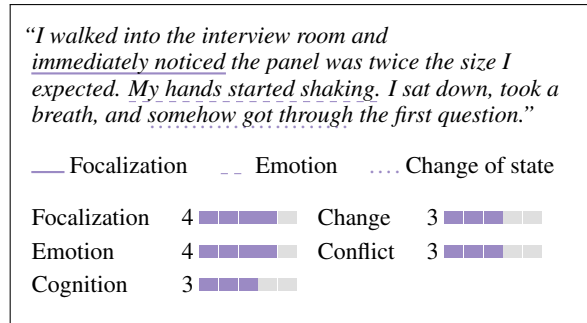 “I walked into the interview room and
immediately noticed the panel was twice the size I
expected. My hands started shaking. I sat down, took a
breath, and somehow got through the first question.”
Focalization Emotion Change of state
Focalization 4 Change 3
Emotion 4 Conflict 3
Cognition 3